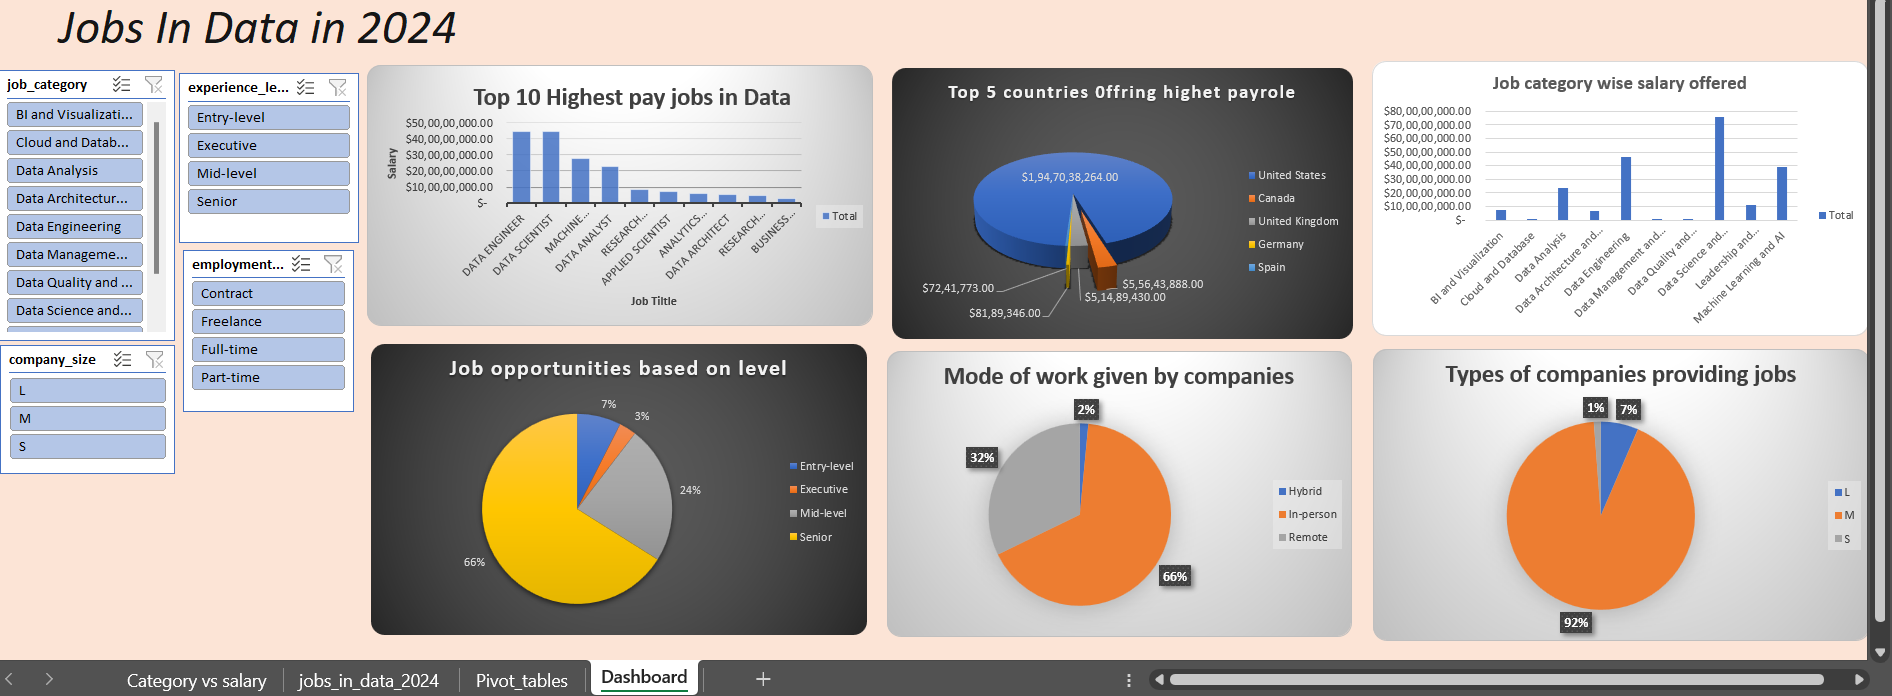 Jobs In Data in 2024
job_category
BI and Visualizati...
Cloud and Datab...
Data Analysis
Data Architectur...
Data Engineering
Data Manageme...
Data Quality and ...
Data Science and...
experience_le...
Entry-level
Executive
Mid-level
Senior
employment...
Contract
Freelance
Full-time
Part-time
company_size
L
M
S
Top 10 Highest pay jobs in Data
Salary
$50,00,00,000.00
$40,00,00,000.00
$30,00,00,000.00
$20,00,00,000.00
$10,00,00,000.00
$-
DATA ENGINEER
DATA SCIENTIST
MACHINE...
DATA ANALYST
RESEARCH...
APPLIED SCIENTIST
ANALYTICS...
DATA ARCHITECT
RESEARCH...
BUSINESS...
Job Tiltle
Total
Top 5 countries 0ffring highet payrole
$1,94,70,38,264.00
$72,41,773.00
$81,89,346.00
$5,14,89,430.00
$5,56,43,888.00
United States
Canada
United Kingdom
Germany
Spain
Job category wise salary offered
$80,00,00,000.00
$70,00,00,000.00
$60,00,00,000.00
$50,00,00,000.00
$40,00,00,000.00
$30,00,00,000.00
$20,00,00,000.00
$10,00,00,000.00
$-
BI and Visualization
Cloud and Database
Data Analysis
Data Architecture and...
Data Engineering
Data Management and...
Data Quality and...
Data Science and...
Leadership and...
Machine Learning and AI
Total
Job opportunities based on level
7%
3%
24%
66%
Entry-level
Executive
Mid-level
Senior
Mode of work given by companies
2%
32%
66%
Hybrid
In-person
Remote
Types of companies providing jobs
1%
7%
92%
L
M
S
Category vs salary
jobs_in_data_2024
Pivot_tables
Dashboard